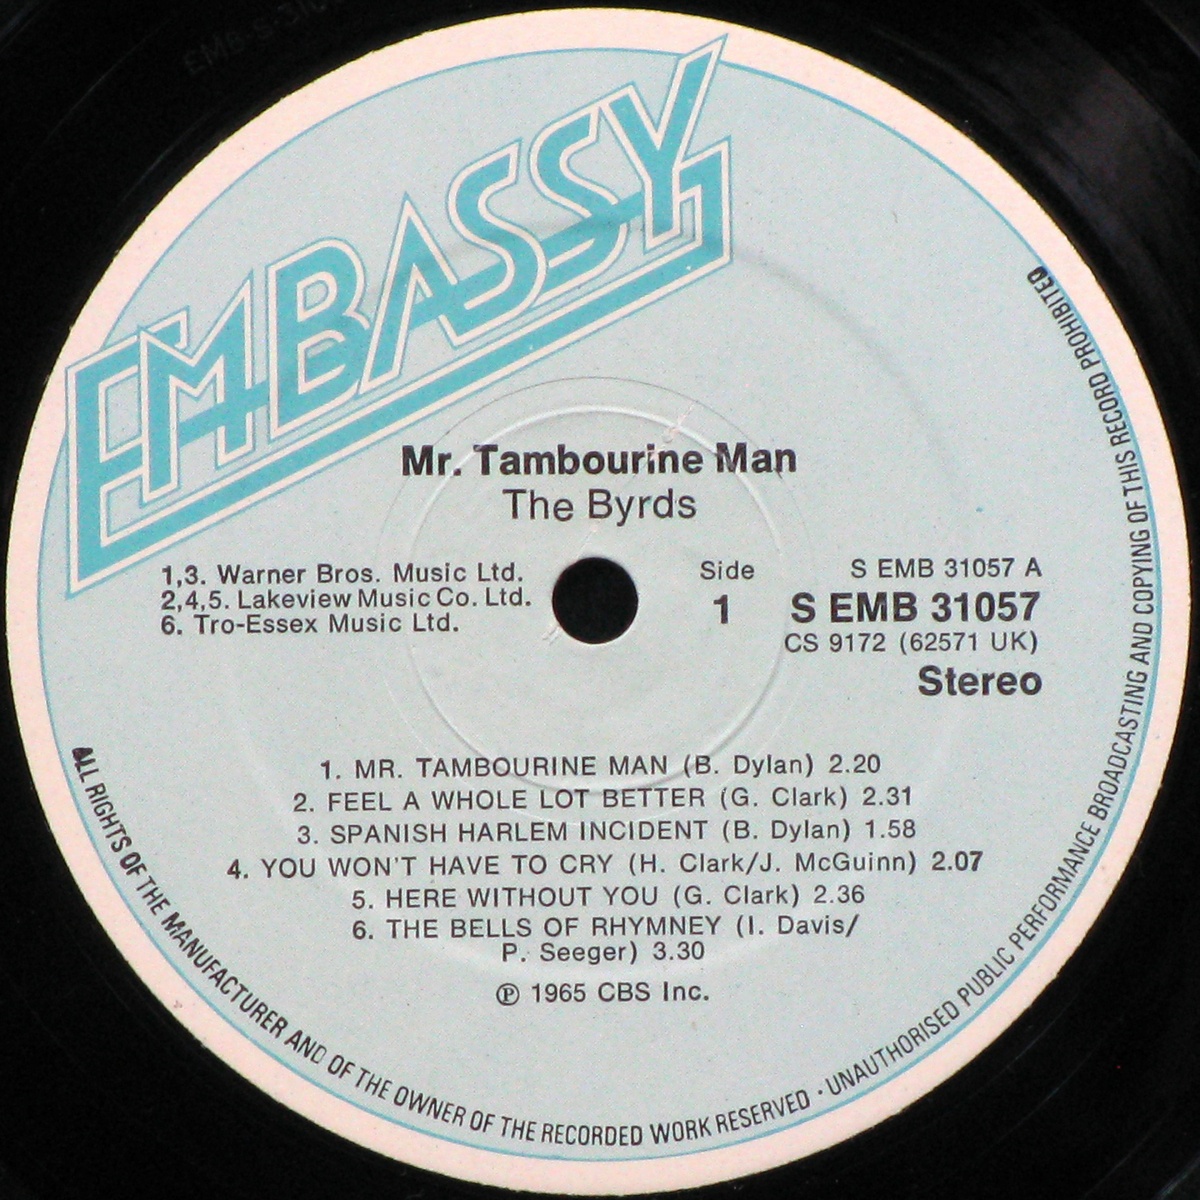 EMBASSY
Mr. Tambourine Man
The Byrds
1,3. Warner Bros. Music Ltd.
2,4,5. Lakeview Music Co. Ltd.
6. Tro-Essex Music Ltd.
Side
1
S EMB 31057 A
S EMB 31057
CS 9172 (62571 UK)
Stereo
1. MR. TAMBOURINE MAN (B. Dylan) 2.20
2. FEEL A WHOLE LOT BETTER (G. Clark) 2.31
3. SPANISH HARLEM INCIDENT (B. Dylan) 1.58
4. YOU WON'T HAVE TO CRY (H. Clark/J. McGuinn) 2.07
5. HERE WITHOUT YOU (G. Clark) 2.36
6. THE BELLS OF RHYMNEY (I. Davis/
P. Seeger) 3.30
℗ 1965 CBS Inc.
ALL RIGHTS OF THE MANUFACTURER AND OF THE OWNER OF THE RECORDED WORK RESERVED · UNAUTHORISED PUBLIC PERFORMANCE BROADCASTING AND COPYING OF THIS RECORD PROHIBITED